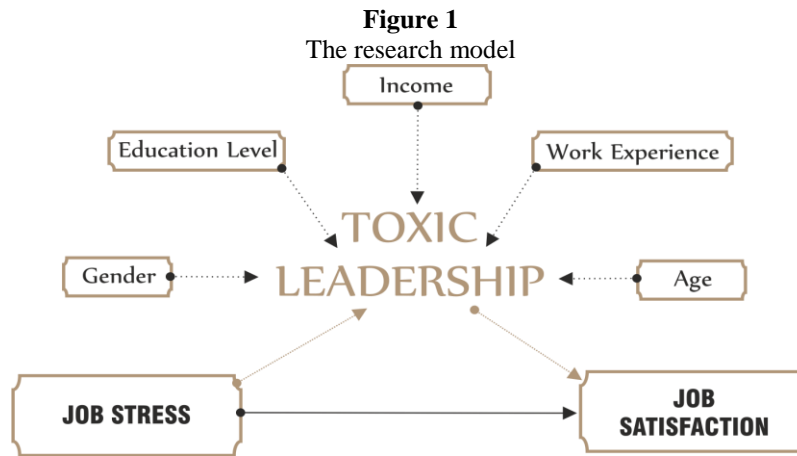 Figure 1
The research model
Income
Education Level
Work Experience
TOXIC
LEADERSHIP
Gender
Age
JOB STRESS
JOB
SATISFACTION